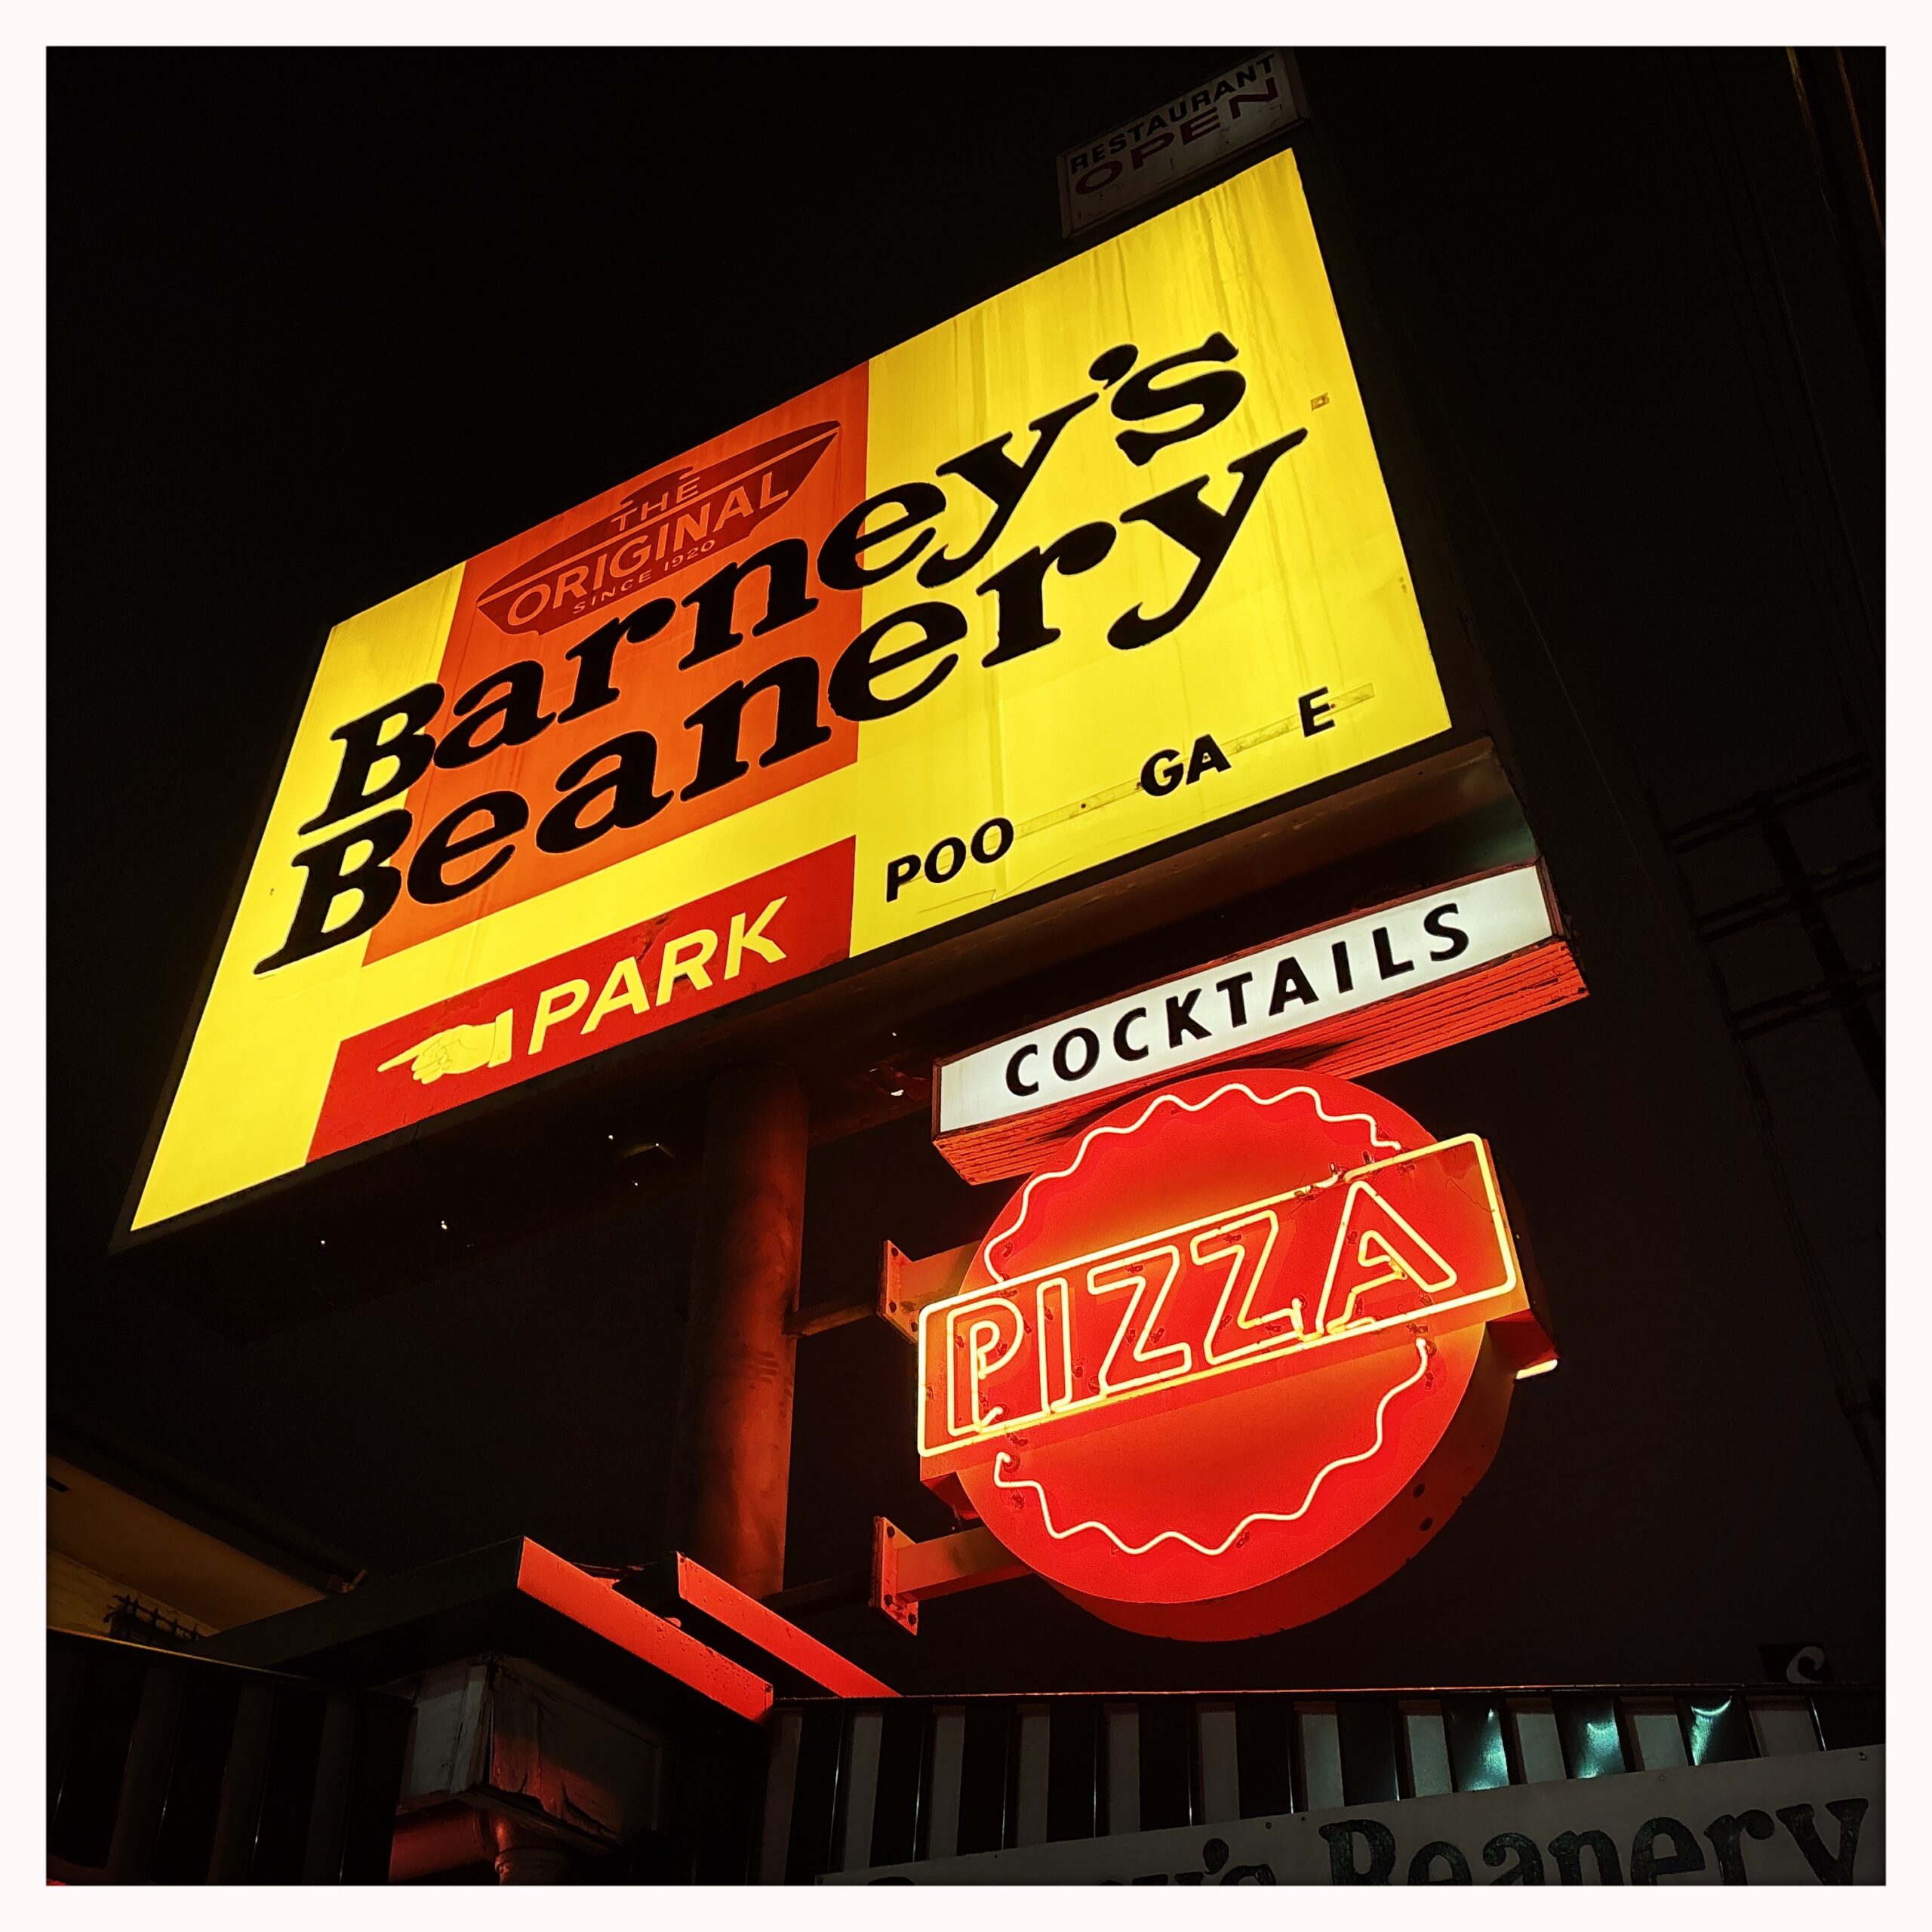 RESTAURANT
OPEN
THE
ORIGINAL
SINCE 1920
Barney's
Beanery
PARK
POO GA E
COCKTAILS
PIZZA
Beanery